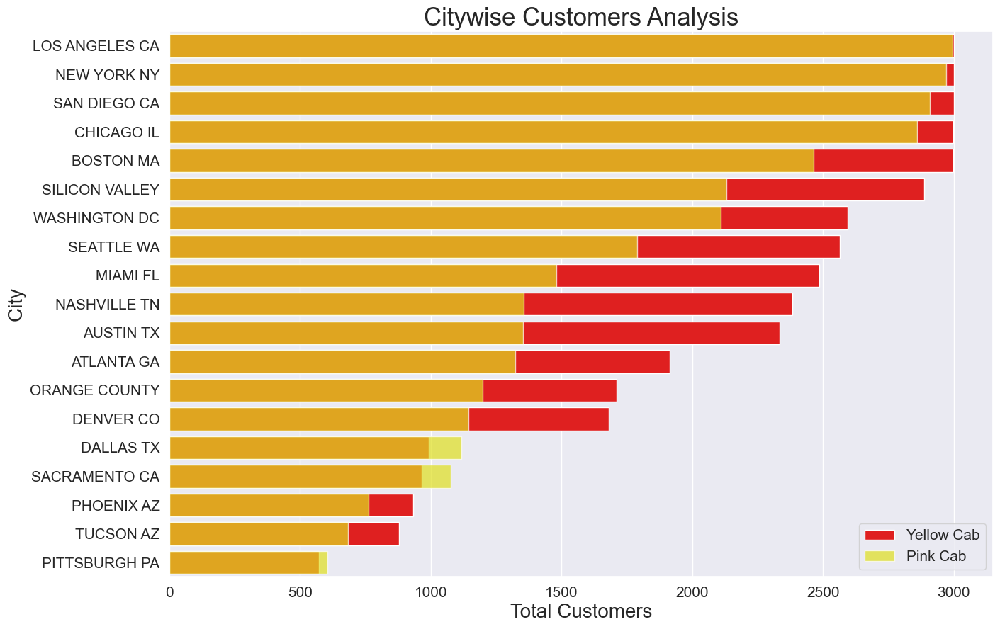 Citywise Customers Analysis
LOS ANGELES CA
NEW YORK NY
SAN DIEGO CA
CHICAGO IL
BOSTON MA
SILICON VALLEY
WASHINGTON DC
SEATTLE WA
MIAMI FL
NASHVILLE TN
AUSTIN TX
ATLANTA GA
ORANGE COUNTY
DENVER CO
DALLAS TX
SACRAMENTO CA
PHOENIX AZ
TUCSON AZ
PITTSBURGH PA
City
Yellow Cab
Pink Cab
0 500 1000 1500 2000 2500 3000
Total Customers